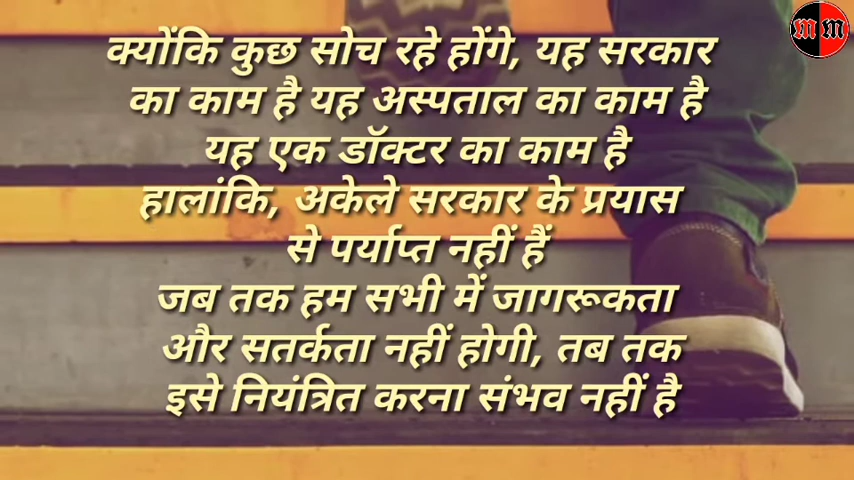 MM
क्योंकि कुछ सोच रहे होंगे, यह सरकार
का काम है यह अस्पताल का काम है
यह एक डॉक्टर का काम है
हालांकि, अकेले सरकार के प्रयास
से पर्याप्त नहीं हैं
जब तक हम सभी में जागरूकता
और सतर्कता नहीं होगी, तब तक
इसे नियंत्रित करना संभव नहीं है